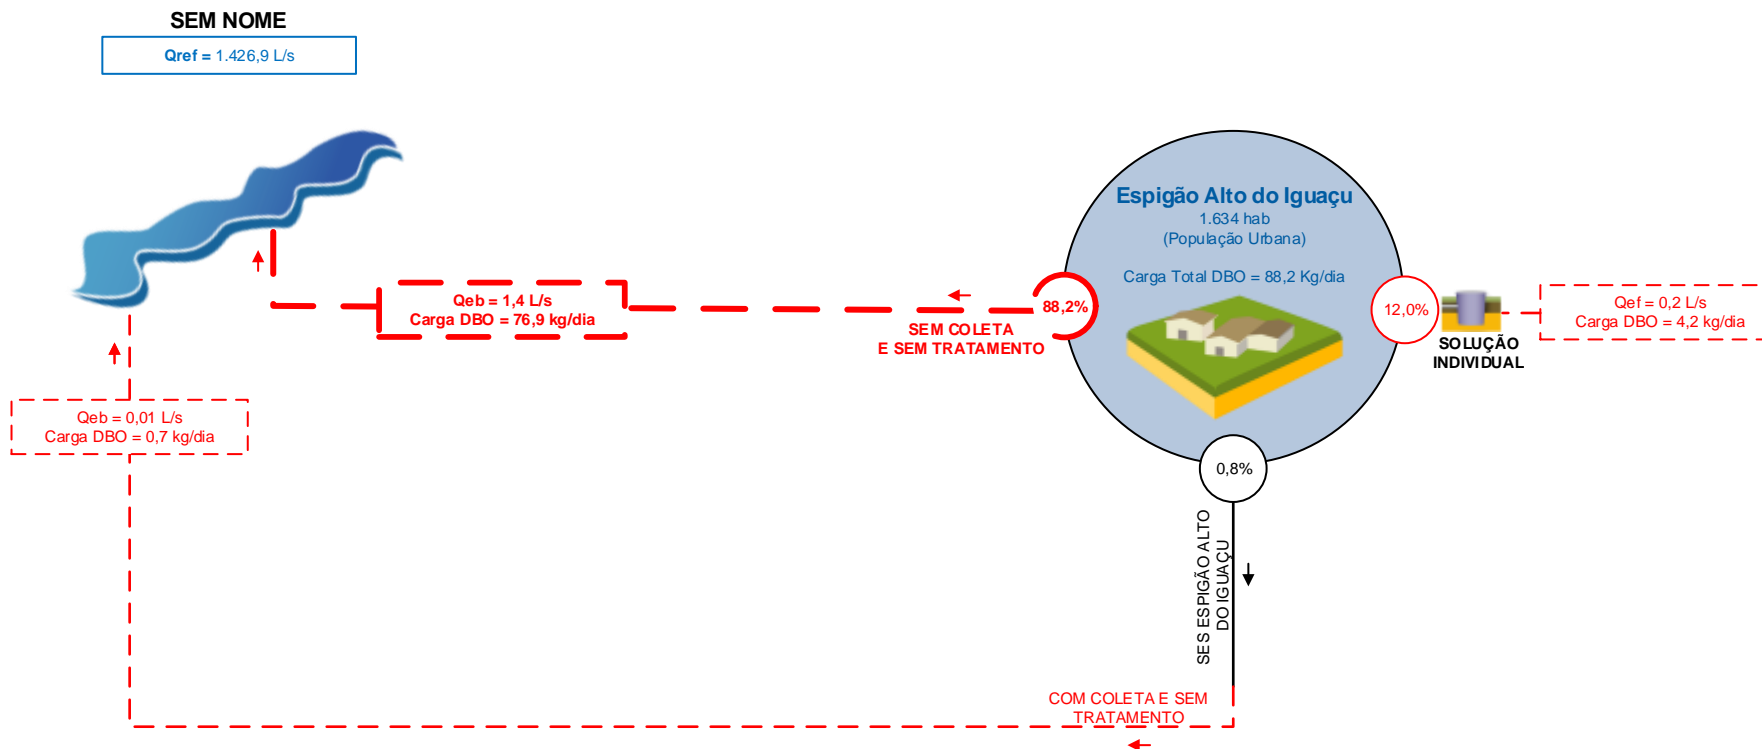 SEM NOME
Qref = 1.426,9 L/s
Espigão Alto do Iguaçu
1.634 hab
(População Urbana)
Carga Total DBO = 88,2 Kg/dia
88,2%
12,0%
0,8%
Qeb = 1,4 L/s
Carga DBO = 76,9 kg/dia
SEM COLETA
E SEM TRATAMENTO
SOLUÇÃO
INDIVIDUAL
Qef = 0,2 L/s
Carga DBO = 4,2 kg/dia
Qeb = 0,01 L/s
Carga DBO = 0,7 kg/dia
SES ESPIGÃO ALTO
DO IGUAÇU
COM COLETA E SEM
TRATAMENTO